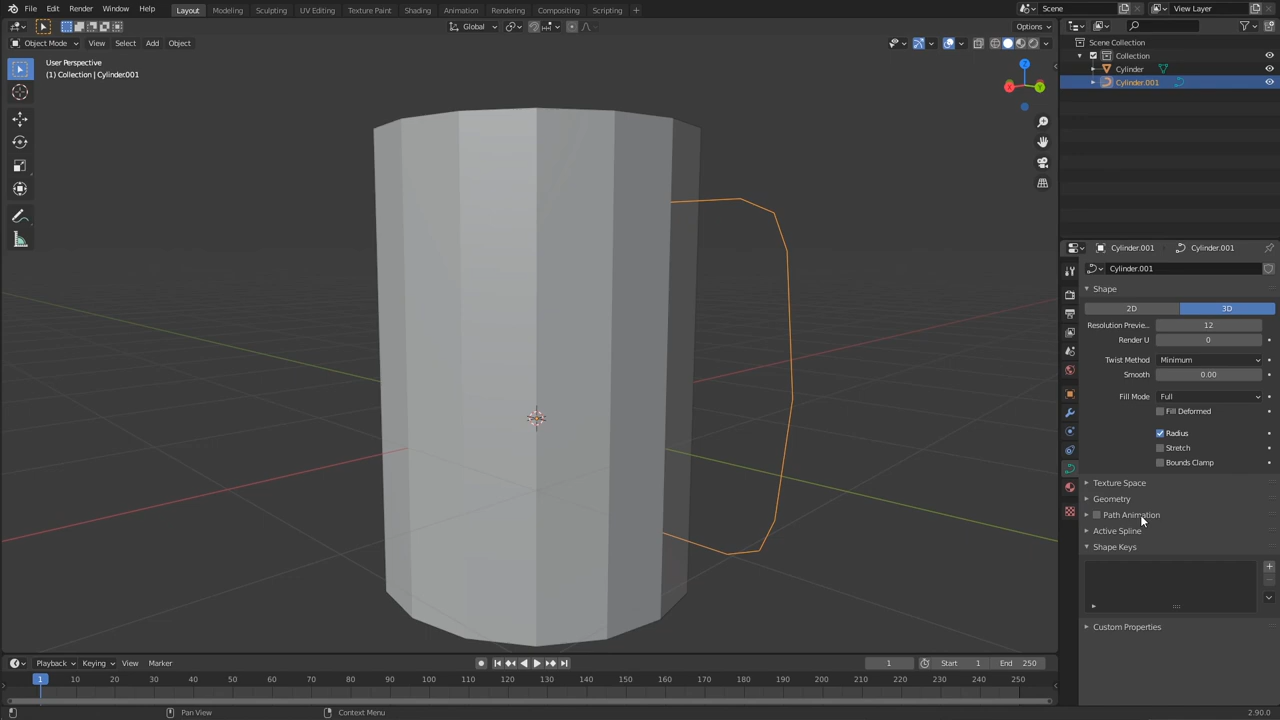 File Edit Render Window Help Layout Modeling Sculpting UV Editing Texture Paint Shading Animation Rendering Compositing Scripting + Scene View Layer
Global Options
Object Mode View Select Add Object
User Perspective
(1) Collection | Cylinder.001
Z
X Y
Scene Collection
Collection
Cylinder
Cylinder.001
Cylinder.001 Cylinder.001
Cylinder.001
Shape
2D 3D
Resolution Previe.. 12
Render U 0
Twist Method Minimum
Smooth 0.00
Fill Mode Full
Fill Deformed
Radius
Stretch
Bounds Clamp
Texture Space
Geometry
Path Animation
Active Spline
Shape Keys
Custom Properties
Playback Keying View Marker 1 Start 1 End 250
1 10 20 30 40 50 60 70 80 90 100 110 120 130 140 150 160 170 180 190 200 210 220 230 240 250
Pan View Context Menu 2.90.0